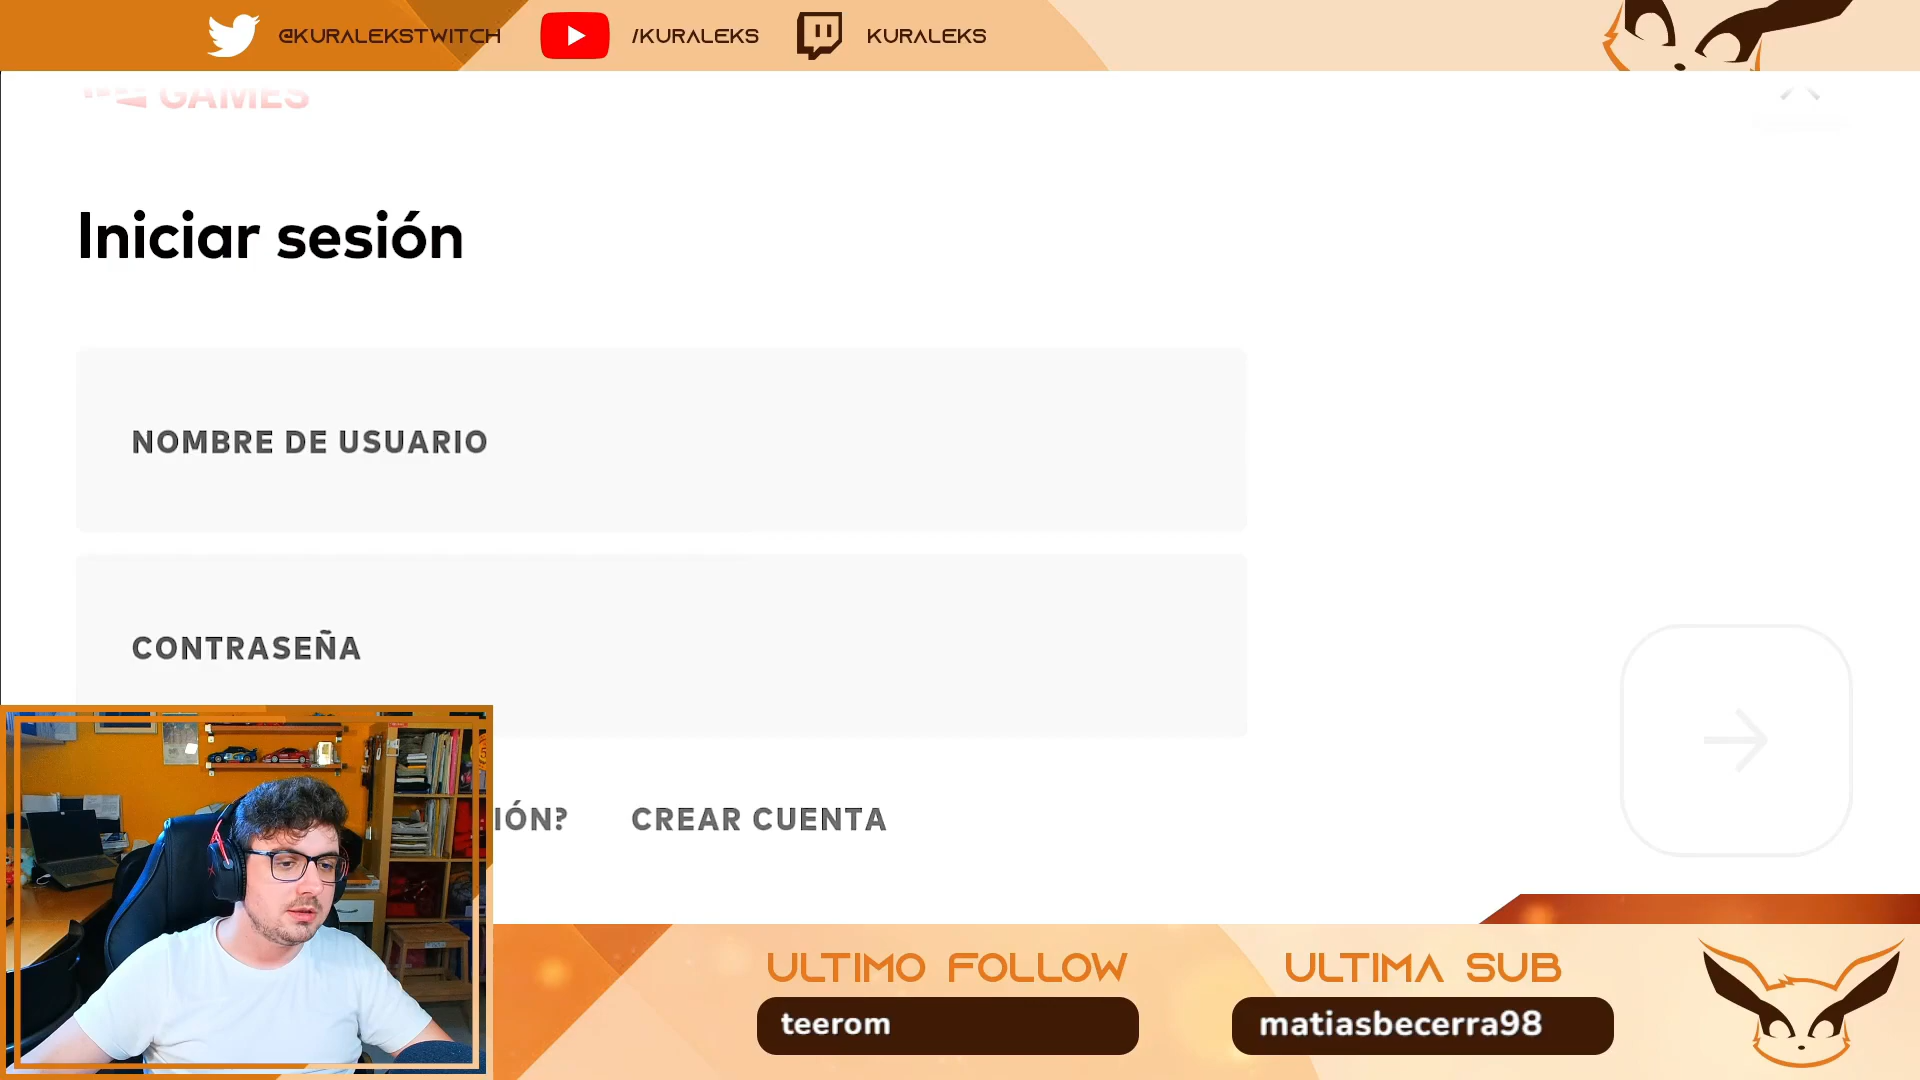 @KURALEKSTWITCH /KURALEKS KURALEKS
GAMES
Iniciar sesión
NOMBRE DE USUARIO
CONTRASEÑA
IÓN? CREAR CUENTA
ULTIMO FOLLOW
teerom
ULTIMA SUB
matiasbecerra98